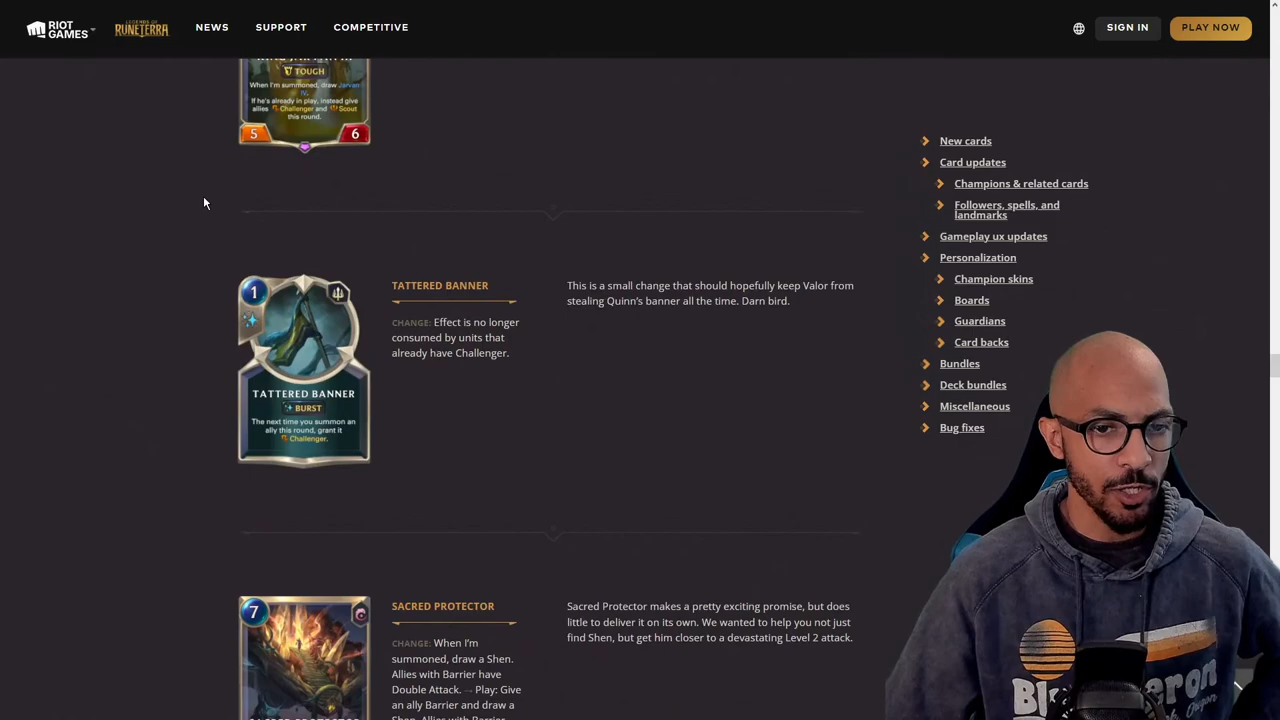 RIOT GAMES
LEGENDS OF RUNETERRA
NEWS
SUPPORT
COMPETITIVE
SIGN IN
PLAY NOW
TOUGH
When I'm summoned, draw Jarvan
IV.
If he's already in play, instead give
allies Challenger and Scout
this round.
5
6
New cards
Card updates
Champions & related cards
Followers, spells, and
landmarks
Gameplay ux updates
Personalization
Champion skins
Boards
Guardians
Card backs
Bundles
Deck bundles
Miscellaneous
Bug fixes
1
TATTERED BANNER
BURST
The next time you summon an
ally this round, grant it
Challenger.
TATTERED BANNER
CHANGE: Effect is no longer
consumed by units that
already have Challenger.
This is a small change that should hopefully keep Valor from
stealing Quinn's banner all the time. Darn bird.
7
SACRED PROTECTOR
CHANGE: When I'm
summoned, draw a Shen.
Allies with Barrier have
Double Attack. → Play: Give
an ally Barrier and draw a
Shen. Allies with Barrier
Sacred Protector makes a pretty exciting promise, but does
little to deliver it on its own. We wanted to help you not just
find Shen, but get him closer to a devastating Level 2 attack.